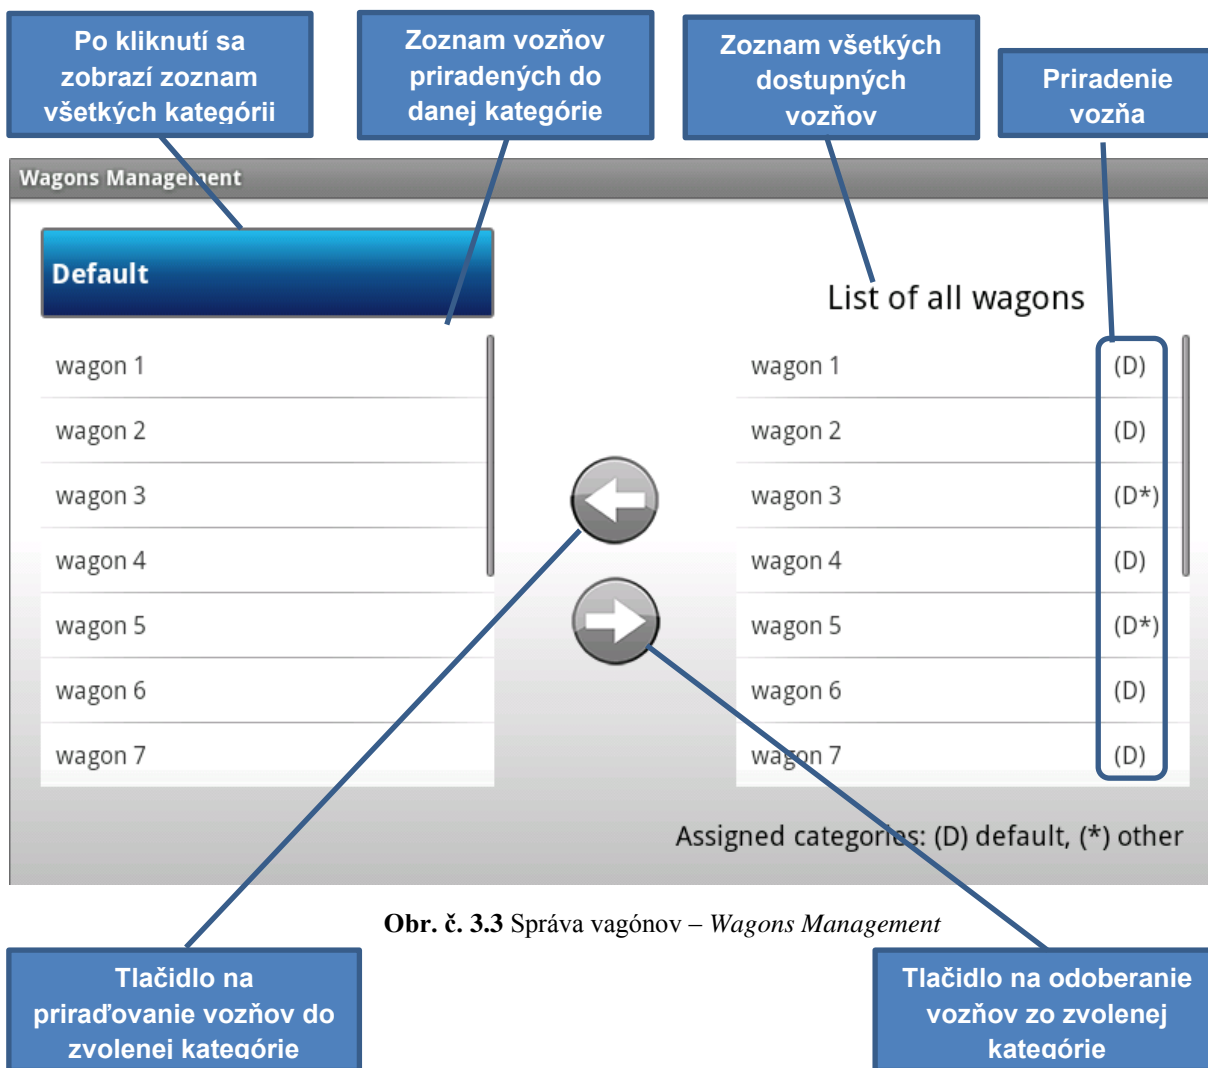 Po kliknutí sa
zobrazí zoznam
všetkých kategórii
Zoznam vozňov
priradených do
danej kategórie
Zoznam všetkých
dostupných
vozňov
Priradenie
vozňa
Wagons Management
Default
List of all wagons
wagon 1
wagon 2
wagon 3
wagon 4
wagon 5
wagon 6
wagon 7
wagon 1 (D)
wagon 2 (D)
wagon 3 (D*)
wagon 4 (D)
wagon 5 (D*)
wagon 6 (D)
wagon 7 (D)
Assigned categories: (D) default, (*) other
Obr. č. 3.3 Správa vagónov – Wagons Management
Tlačidlo na
priraďovanie vozňov do
zvolenej kategórie
Tlačidlo na odoberanie
vozňov zo zvolenej
kategórie